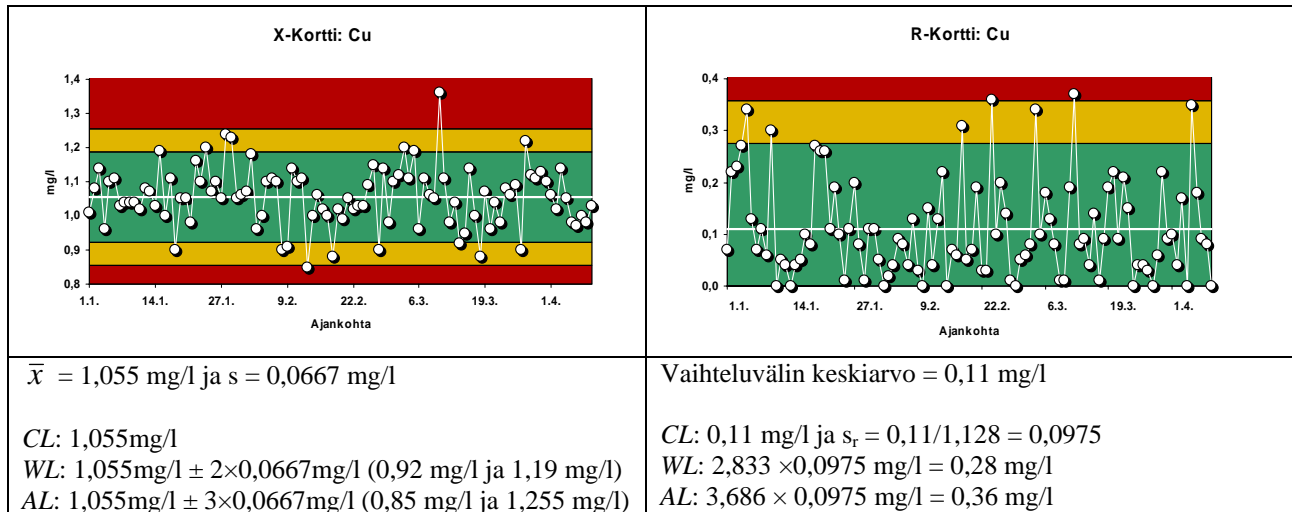 X-Kortti: Cu
1,4
1,3
1,2
1,1
1,0
0,9
0,8
mg/l
1.1.
14.1.
27.1.
9.2.
22.2.
6.3.
19.3.
1.4.
Ajankohta
R-Kortti: Cu
0,4
0,3
0,2
0,1
0,0
mg/l
1.1.
14.1.
27.1.
9.2.
22.2.
6.3.
19.3.
1.4.
Ajankohta
x̅ = 1,055 mg/l ja s = 0,0667 mg/l
CL: 1,055mg/l
WL: 1,055mg/l ± 2×0,0667mg/l (0,92 mg/l ja 1,19 mg/l)
AL: 1,055mg/l ± 3×0,0667mg/l (0,85 mg/l ja 1,255 mg/l)
Vaihteluvälin keskiarvo = 0,11 mg/l
CL: 0,11 mg/l ja sr = 0,11/1,128 = 0,0975
WL: 2,833 ×0,0975 mg/l = 0,28 mg/l
AL: 3,686 × 0,0975 mg/l = 0,36 mg/l